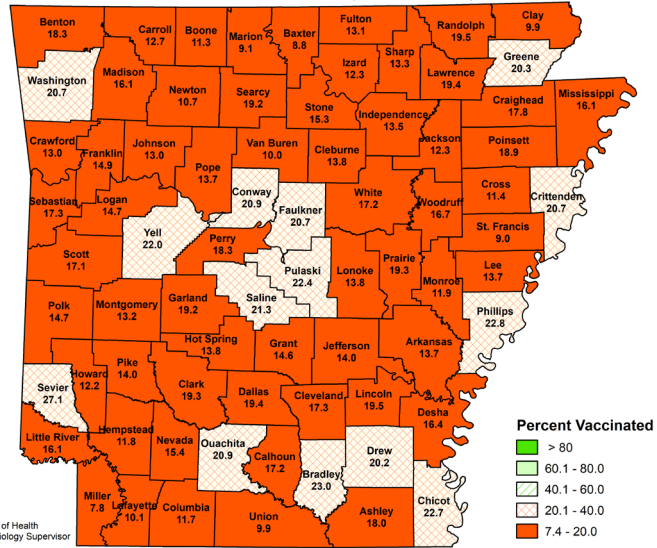 Benton
18.3
Carroll
12.7
Boone
11.3
Marion
9.1
Baxter
8.8
Fulton
13.1
Randolph
19.5
Clay
9.9
Izard
12.3
Sharp
13.3
Greene
20.3
Washington
20.7
Madison
16.1
Newton
10.7
Searcy
19.2
Stone
15.3
Lawrence
19.4
Craighead
17.8
Mississippi
16.1
Independence
13.5
Jackson
12.3
Poinsett
18.9
Crawford
13.0
Franklin
14.9
Johnson
13.0
Pope
13.7
Van Buren
10.0
Cleburne
13.8
Sebastian
17.3
Logan
14.7
Conway
20.9
Faulkner
20.7
White
17.2
Woodruff
16.7
Cross
11.4
Crittenden
20.7
St. Francis
9.0
Yell
22.0
Perry
18.3
Scott
17.1
Pulaski
22.4
Lonoke
13.8
Prairie
19.3
Monroe
11.9
Lee
13.7
Saline
21.3
Garland
19.2
Polk
14.7
Montgomery
13.2
Phillips
22.8
Hot Spring
13.8
Grant
14.6
Jefferson
14.0
Arkansas
13.7
Sevier
27.1
Howard
12.2
Pike
14.0
Clark
19.3
Dallas
19.4
Cleveland
17.3
Lincoln
19.5
Desha
16.4
Little River
16.1
Hempstead
11.8
Nevada
15.4
Ouachita
20.9
Calhoun
17.2
Bradley
23.0
Drew
20.2
Miller
7.8
Lafayette
10.1
Columbia
11.7
Union
9.9
Ashley
18.0
Chicot
22.7
Percent Vaccinated
> 80
60.1 - 80.0
40.1 - 60.0
20.1 - 40.0
7.4 - 20.0
of Health
iology Supervisor